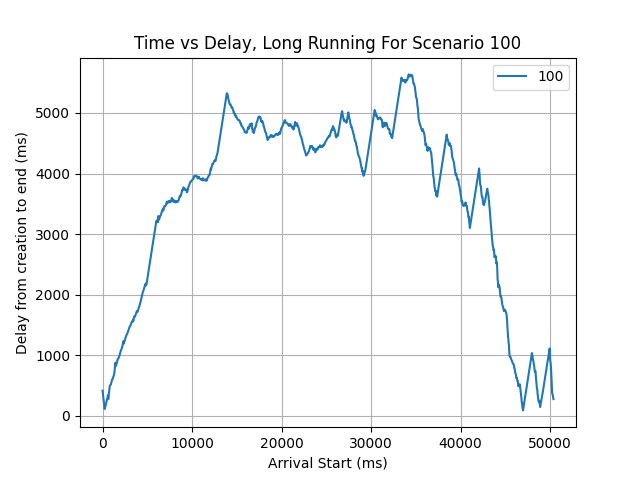 Time vs Delay, Long Running For Scenario 100
100
Delay from creation to end (ms)
5000
4000
3000
2000
1000
0
0 10000 20000 30000 40000 50000
Arrival Start (ms)